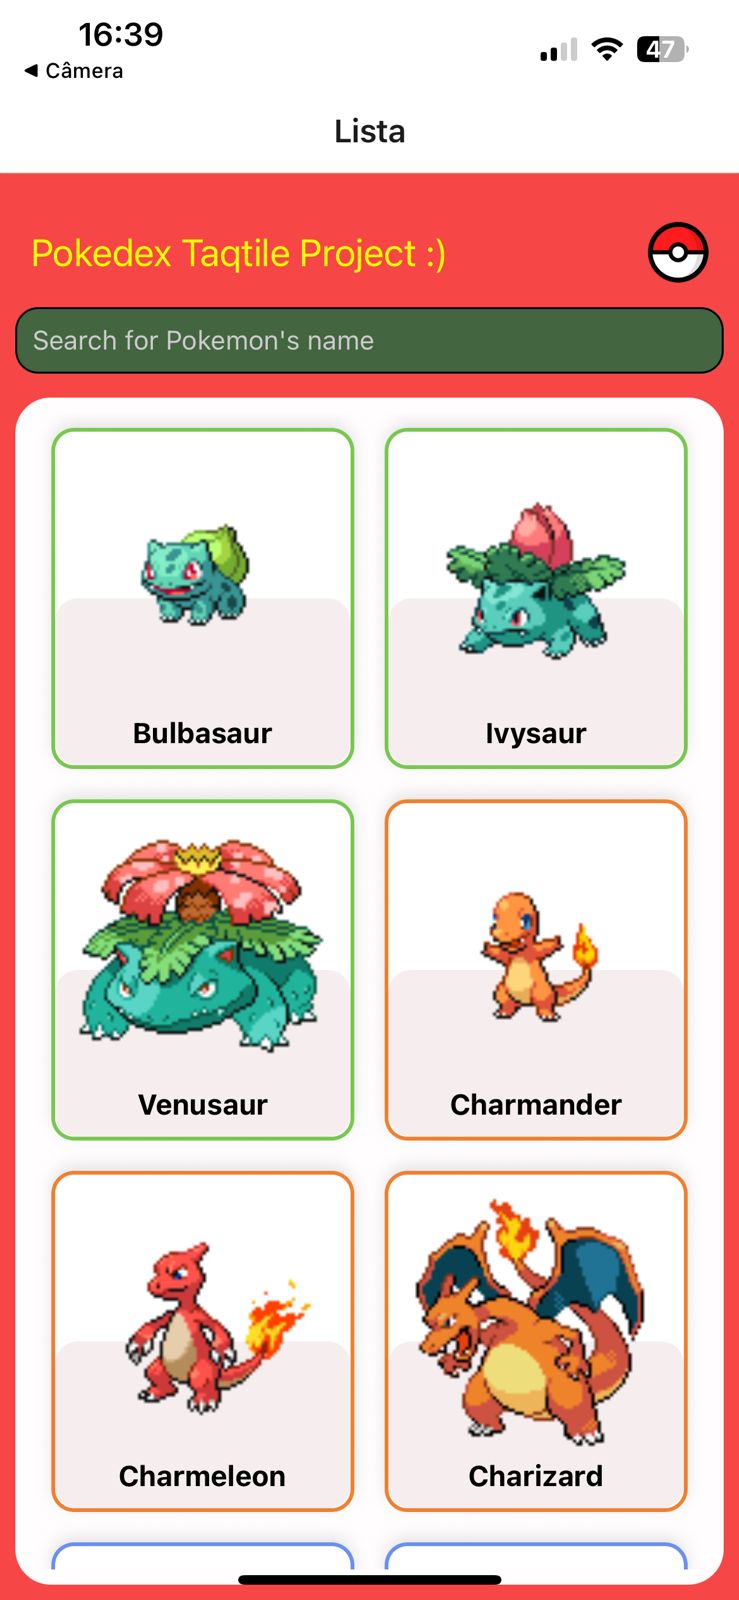 16:39
47
◀ Câmera
Lista
Pokedex Taqtile Project :)
Search for Pokemon's name
Bulbasaur
Ivysaur
Venusaur
Charmander
Charmeleon
Charizard